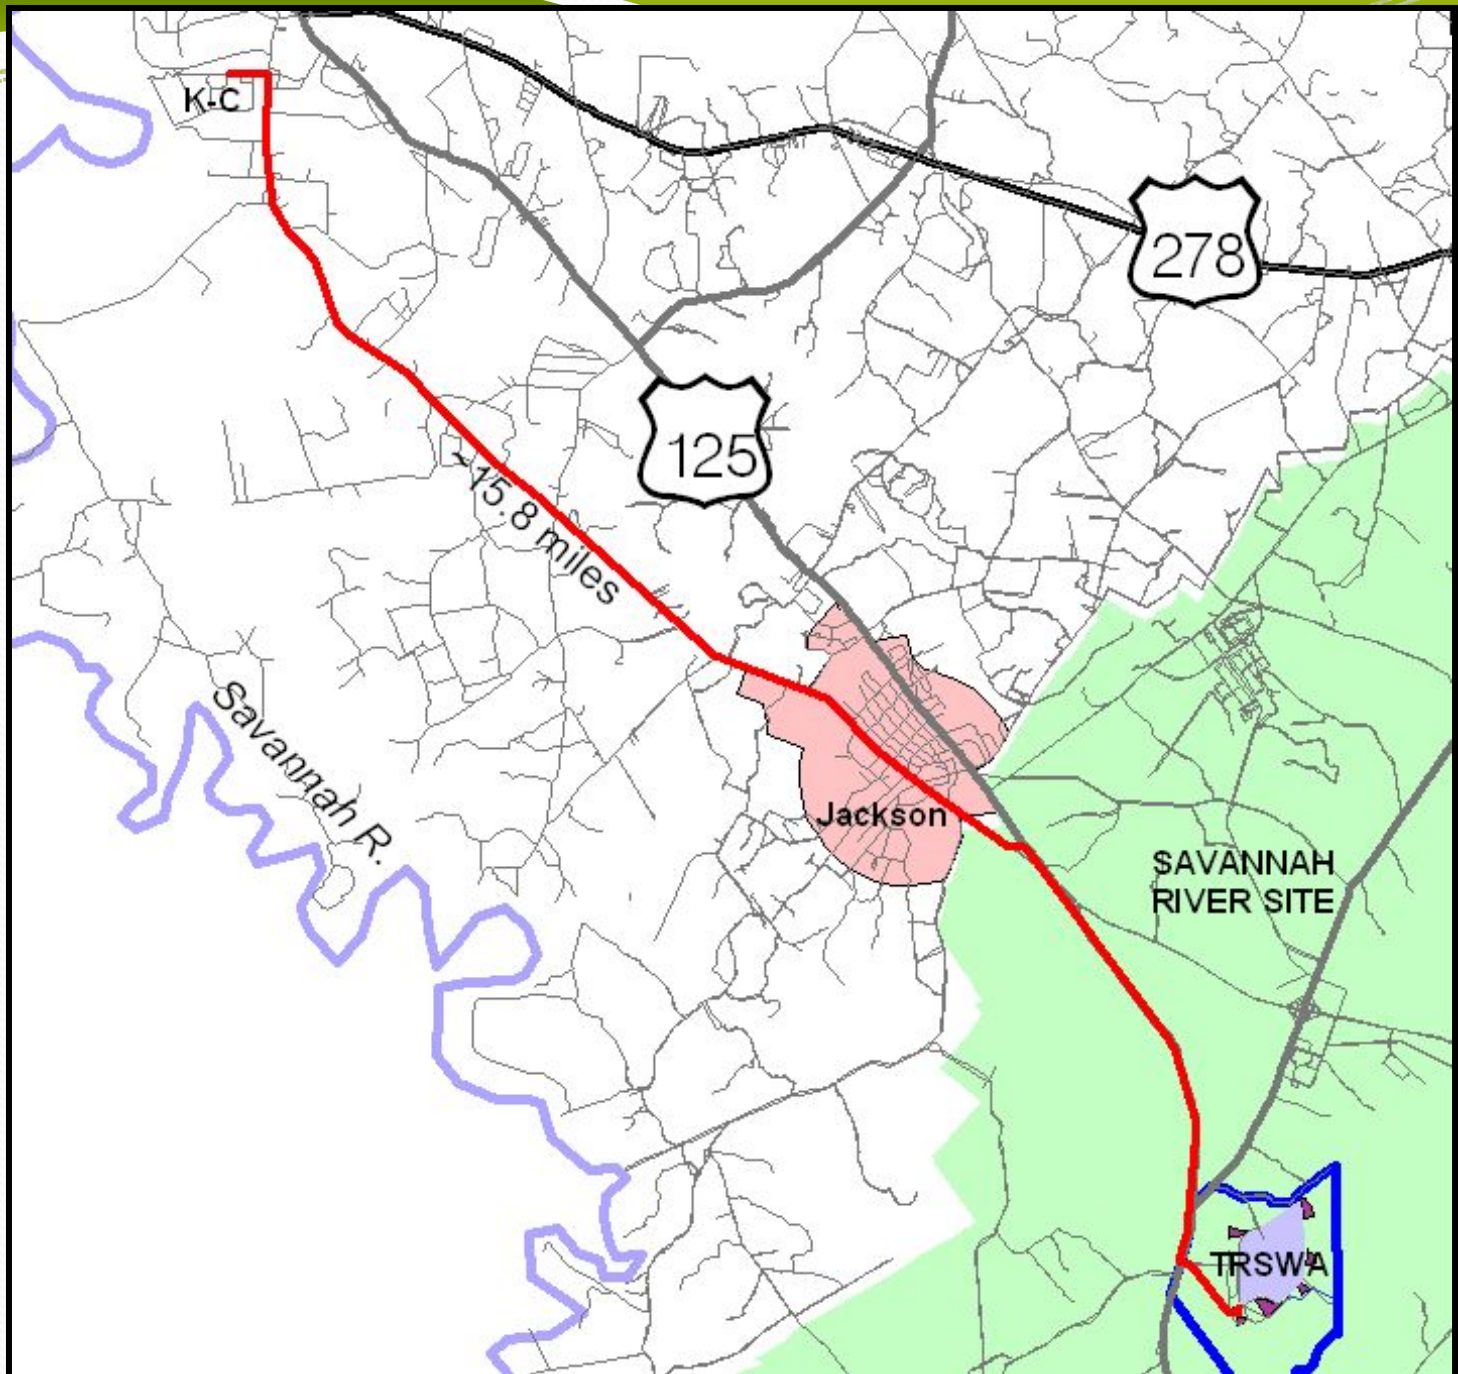 K-C
278
125
~15.8 miles
Savannah R.
Jackson
SAVANNAH
RIVER SITE
TRSWA